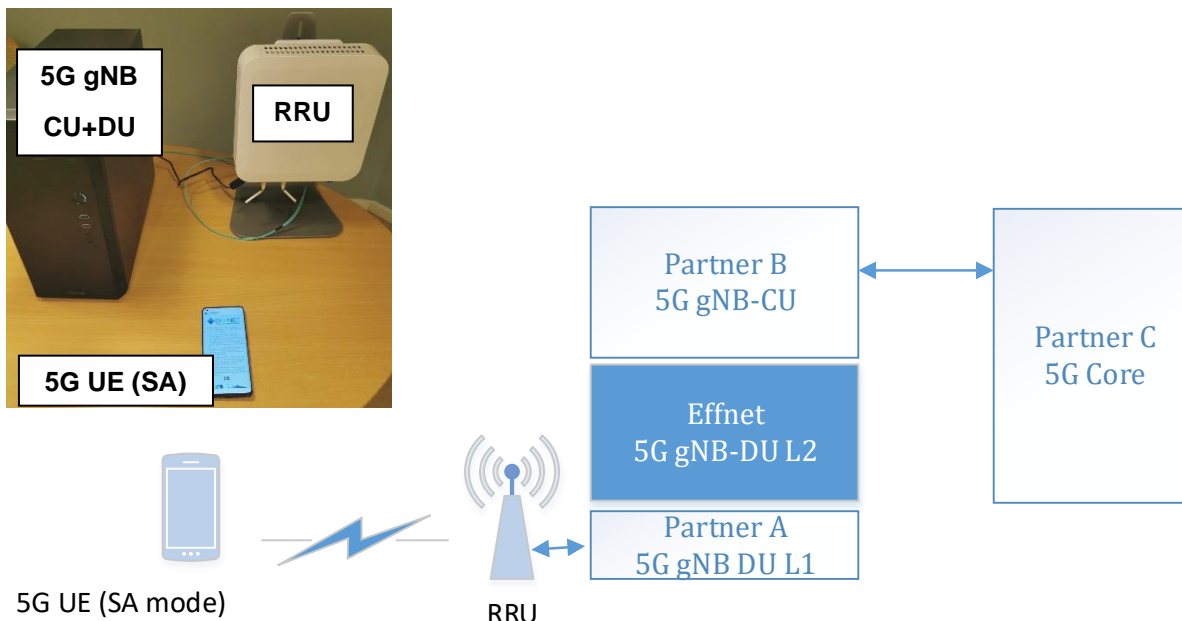 5G gNB
CU+DU
RRU
5G UE (SA)
Partner B
5G gNB-CU
Partner C
5G Core
Effnet
5G gNB-DU L2
Partner A
5G gNB DU L1
5G UE (SA mode)
RRU